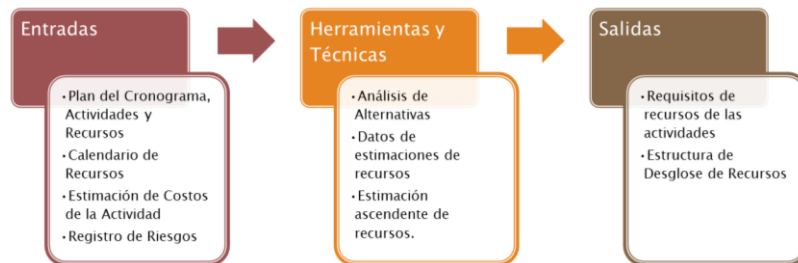 Entradas
•Plan del Cronograma,
Actividades y
Recursos
•Calendario de
Recursos
•Estimación de Costos
de la Actividad
•Registro de Riesgos
Herramientas y
Técnicas
•Análisis de
Alternativas
•Datos de
estimaciones de
recursos
•Estimación
ascendente de
recursos.
Salidas
•Requisitos de
recursos de las
actividades
•Estructura de
Desglose de Recursos